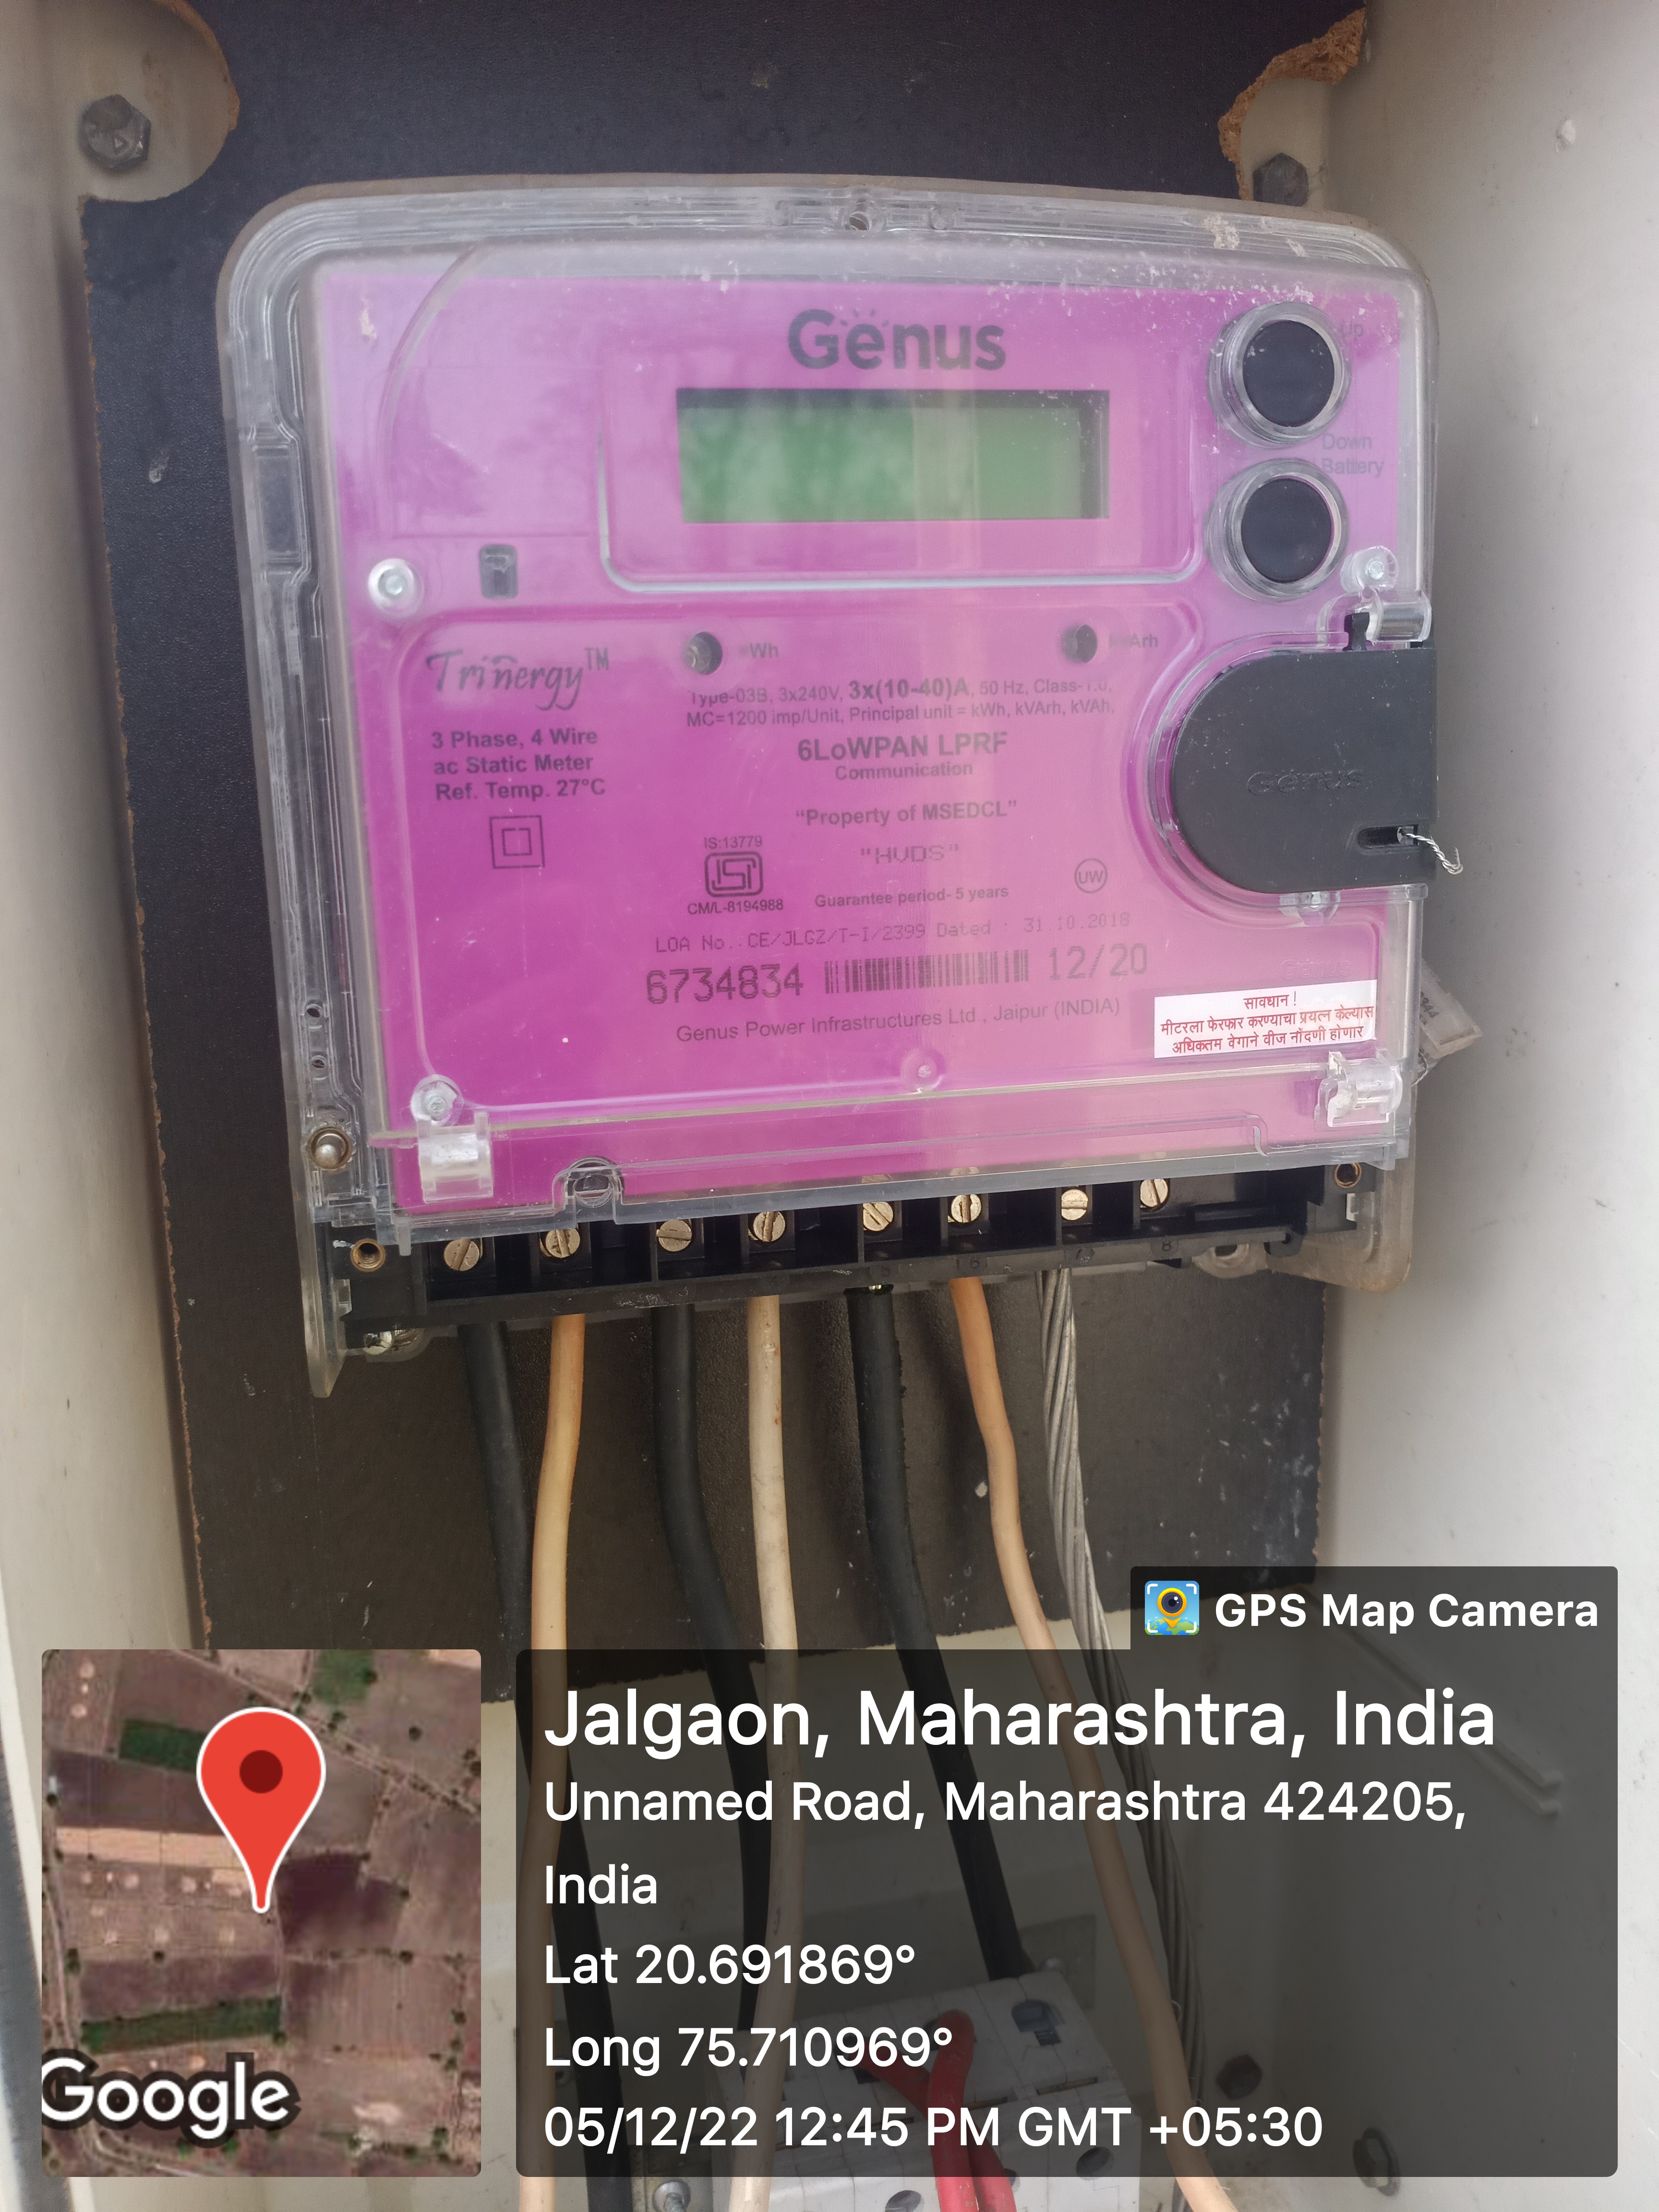 Genus
Up
Down
Battery
Trinergy™
3 Phase, 4 Wire
ac Static Meter
Ref. Temp. 27°C
kWh
kVArh
Type-03B, 3x240V, 3x(10-40)A, 50 Hz, Class-1.0,
MC=1200 imp/Unit, Principal unit = kWh, kVArh, kVAh,
6LoWPAN LPRF
Communication
"Property of MSEDCL"
"HVDS"
IS:13779
ISI
CM/L-8194988
Guarantee period- 5 years
UW
LOA No.:CE/JLGZ/T-I/2399 Dated : 31.10.2018
6734834 12/20
Genus Power Infrastructures Ltd., Jaipur (INDIA)
Genus
सावधान !
मीटरला फेरफार करण्याचा प्रयत्न केल्यास
अधिकतम वेगाने वीज नोंदणी होणार
8
GPS Map Camera
Jalgaon, Maharashtra, India
Unnamed Road, Maharashtra 424205,
India
Lat 20.691869°
Long 75.710969°
05/12/22 12:45 PM GMT +05:30
Google